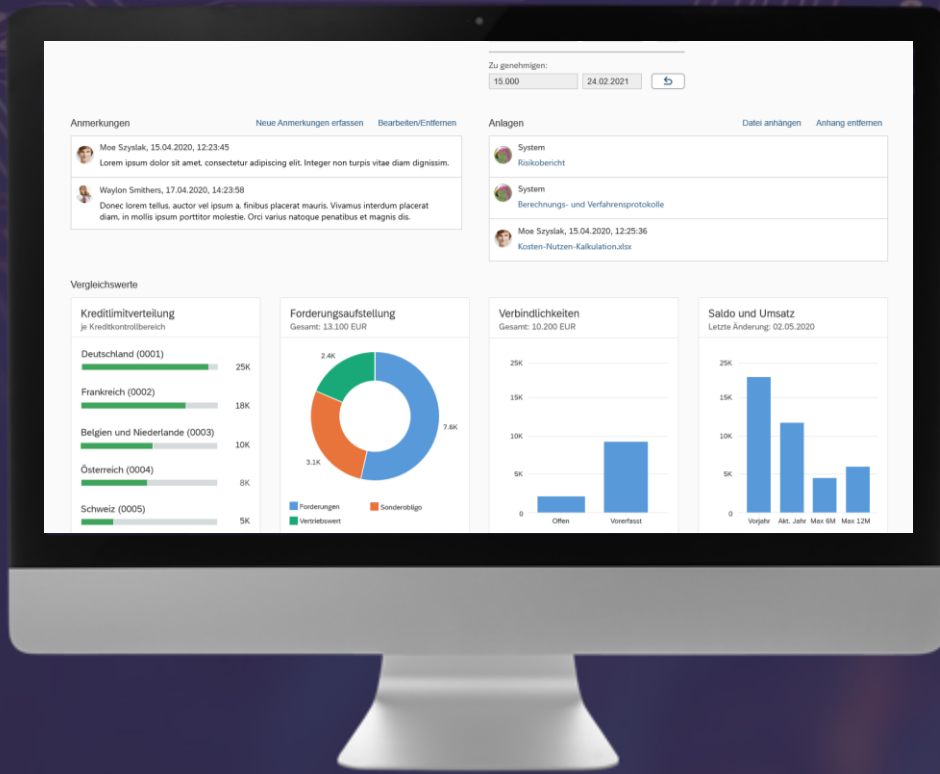 Zu genehmigen:
15.000
24.02.2021
Anmerkungen
Neue Anmerkungen erfassen
Bearbeiten/Entfernen
Moe Szyslak, 15.04.2020, 12:23:45
Lorem ipsum dolor sit amet, consectetur adipiscing elit. Integer non turpis vitae diam dignissim.
Waylon Smithers, 17.04.2020, 14:23:58
Donec lorem tellus, auctor vel ipsum a, finibus placerat mauris. Vivamus interdum placerat
diam, in mollis ipsum porttitor molestie. Orci varius natoque penatibus et magnis dis.
Anlagen
Datei anhängen
Anhang entfernen
System
Risikobericht
System
Berechnungs- und Verfahrensprotokolle
Moe Szyslak, 15.04.2020, 12:25:36
Kosten-Nutzen-Kalkulation.xlsx
Vergleichswerte
Kreditlimitverteilung
je Kreditkontrollbereich
Deutschland (0001)
25K
Frankreich (0002)
18K
Belgien und Niederlande (0003)
10K
Österreich (0004)
8K
Schweiz (0005)
5K
Forderungsaufstellung
Gesamt: 13.100 EUR
2.4K
7.6K
3.1K
Forderungen
Sonderobligo
Vertriebswert
Verbindlichkeiten
Gesamt: 10.200 EUR
25K
15K
10K
5K
0
Offen
Vorerfasst
Saldo und Umsatz
Letzte Änderung: 02.05.2020
25K
15K
10K
5K
0
Vorjahr
Akt. Jahr
Max 6M
Max 12M